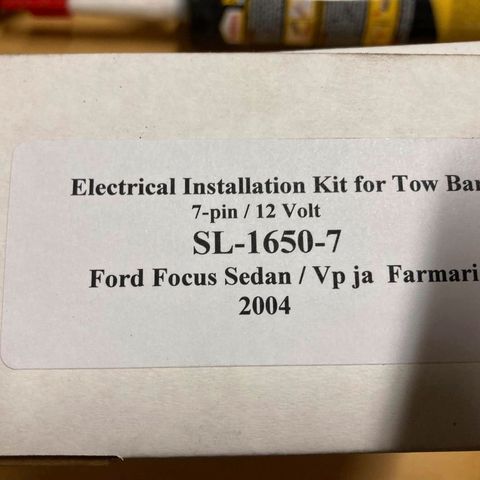 Electrical Installation Kit for Tow Bar
7-pin / 12 Volt
SL-1650-7
Ford Focus Sedan / Vp ja Farmari
2004